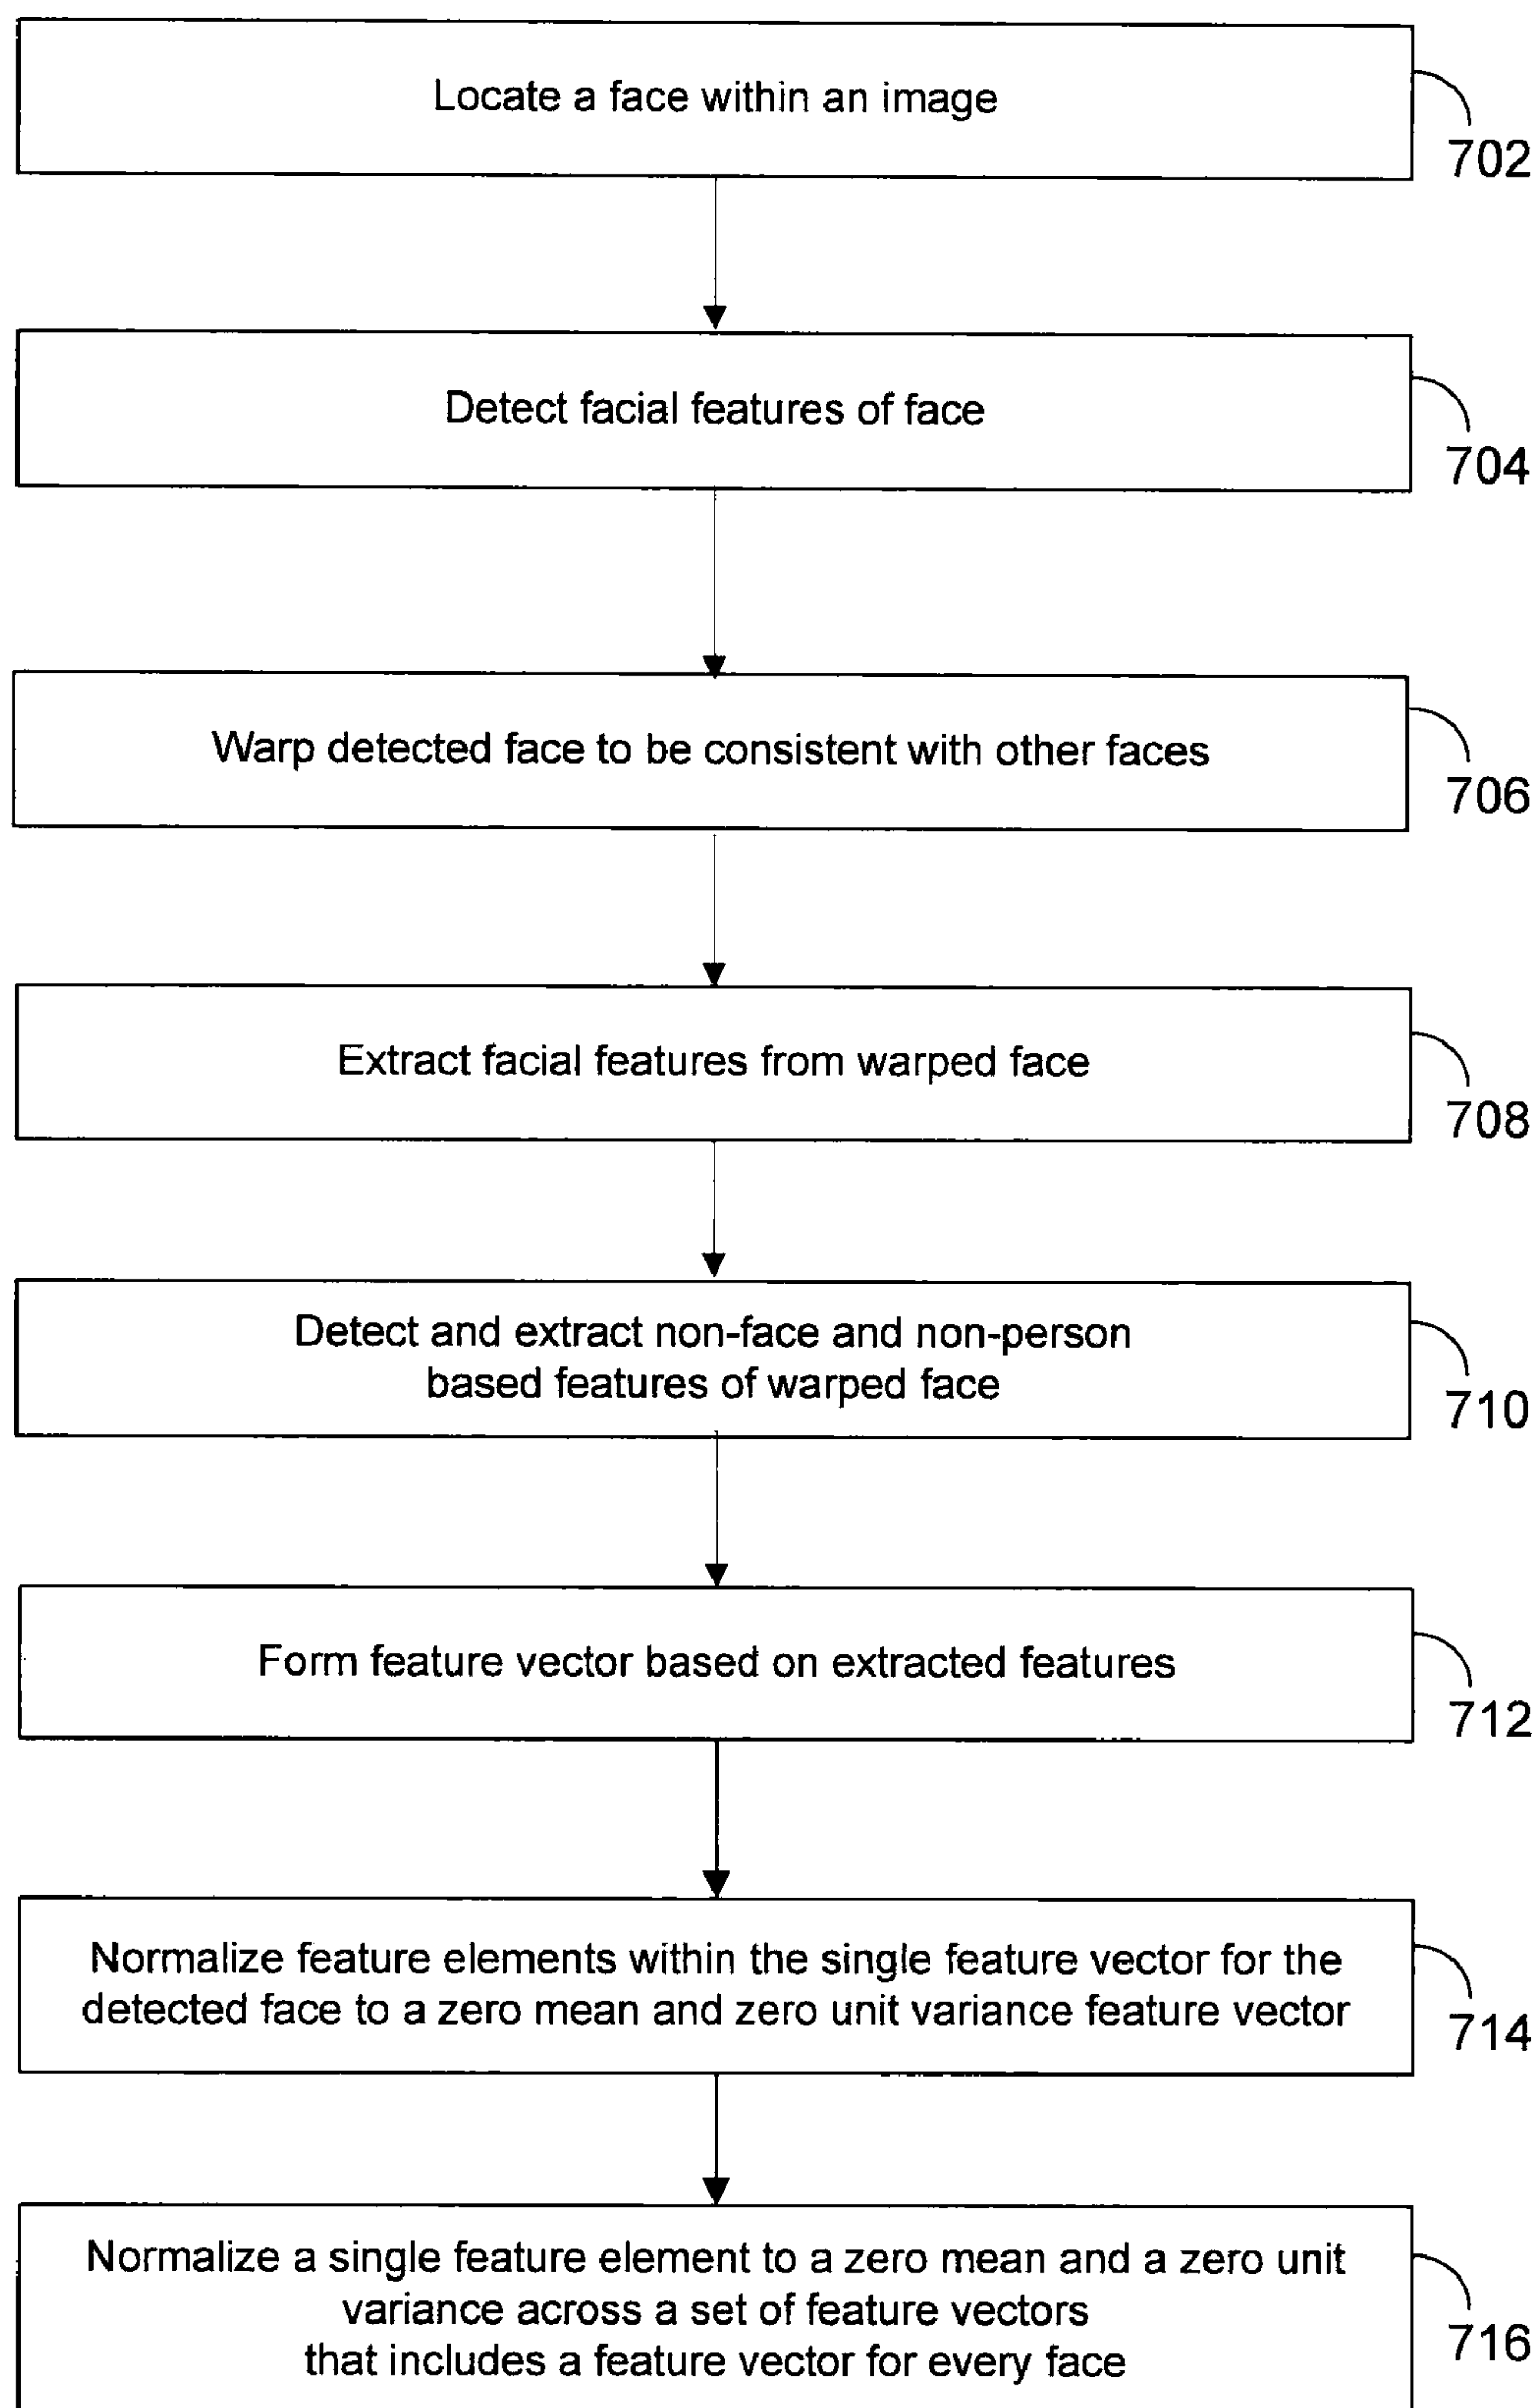 Locate a face within an image
702
Detect facial features of face
704
Warp detected face to be consistent with other faces
706
Extract facial features from warped face
708
Detect and extract non-face and non-person
based features of warped face
710
Form feature vector based on extracted features
712
Normalize feature elements within the single feature vector for the
detected face to a zero mean and zero unit variance feature vector
714
Normalize a single feature element to a zero mean and a zero unit
variance across a set of feature vectors
that includes a feature vector for every face
716